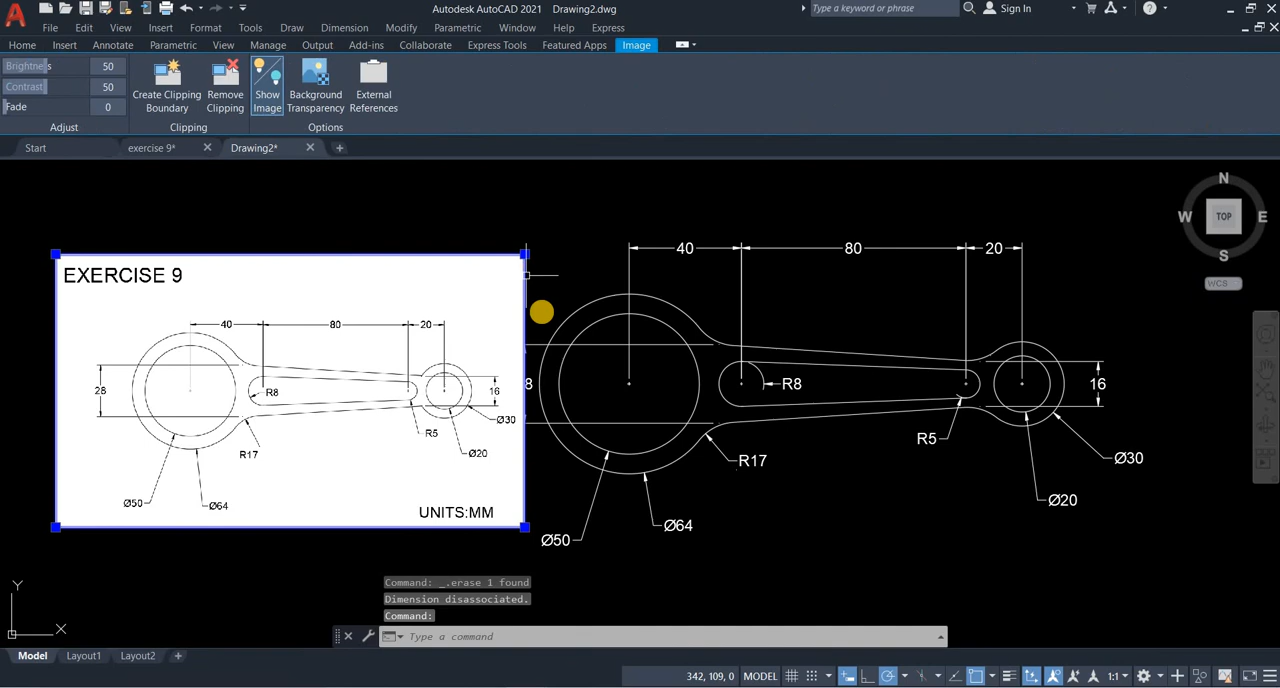 Autodesk AutoCAD 2021 Drawing2.dwg
Type a keyword or phrase
Sign In
File Edit View Insert Format Tools Draw Dimension Modify Parametric Window Help Express
Home Insert Annotate Parametric View Manage Output Add-ins Collaborate Express Tools Featured Apps Image
Brightness 50
Contrast 50
Fade 0
Create Clipping
Boundary
Remove
Clipping
Show
Image
Background
Transparency
External
References
Adjust Clipping Options
Start exercise 9* Drawing2*
N
W TOP E
S
WCS
EXERCISE 9
40 80 20
28
R8
16
R5
Ø30
R17
Ø20
Ø50 Ø64
UNITS:MM
40 80 20
8
R8
16
R5
R17
Ø30
Ø20
Ø64
Ø50
Command: _.erase 1 found
Dimension disassociated.
Command:
Type a command
Y
X
Model Layout1 Layout2
342, 109, 0 MODEL 1:1